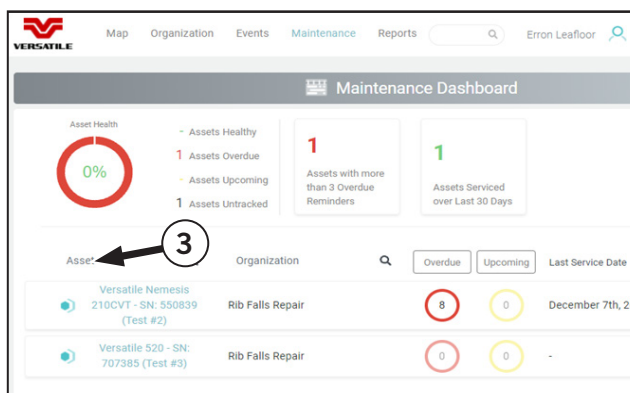 VERSATILE
Map Organization Events Maintenance Reports Erron Leafloor
Maintenance Dashboard
Asset Health
0%
- Assets Healthy
1 Assets Overdue
- Assets Upcoming
1 Assets Untracked
1
Assets with more
than 3 Overdue
Reminders
1
Assets Serviced
over Last 30 Days
3
Organization Overdue Upcoming Last Service Date
Versatile Nemesis
210CVT - SN: 550839
(Test #2)
Rib Falls Repair 8 0 December 7th, 2
Versatile 520 - SN:
707385 (Test #3)
Rib Falls Repair 0 0 -